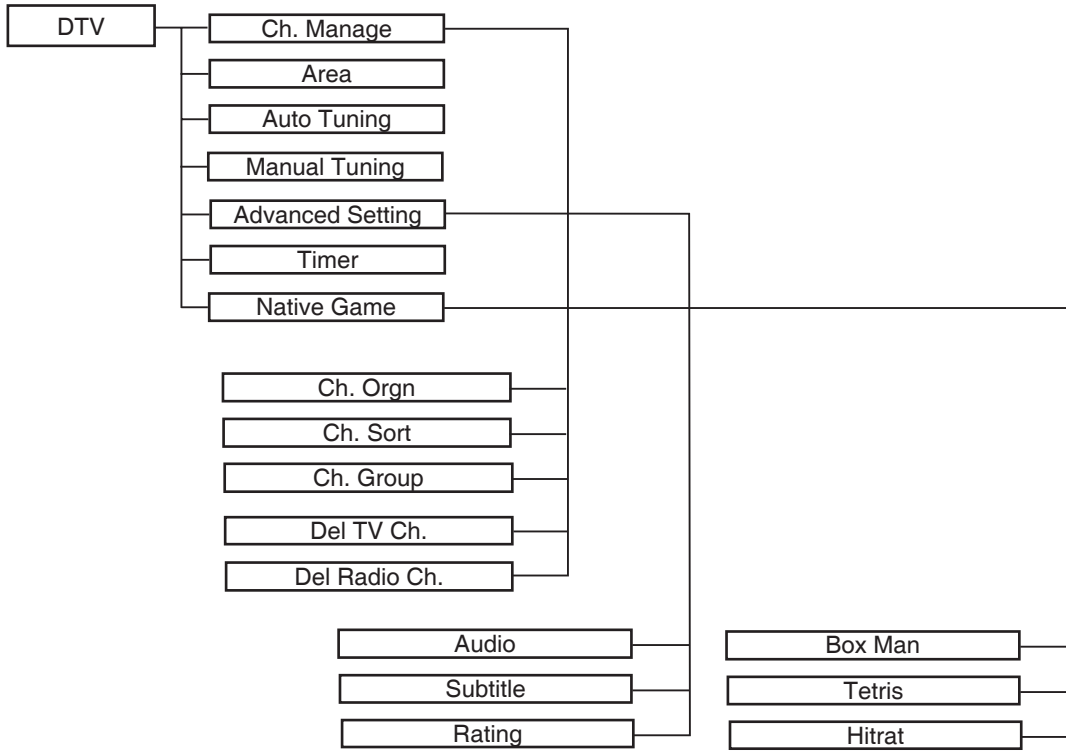 DTV
Ch. Manage
Area
Auto Tuning
Manual Tuning
Advanced Setting
Timer
Native Game
Ch. Orgn
Ch. Sort
Ch. Group
Del TV Ch.
Del Radio Ch.
Audio
Subtitle
Rating
Box Man
Tetris
Hitrat